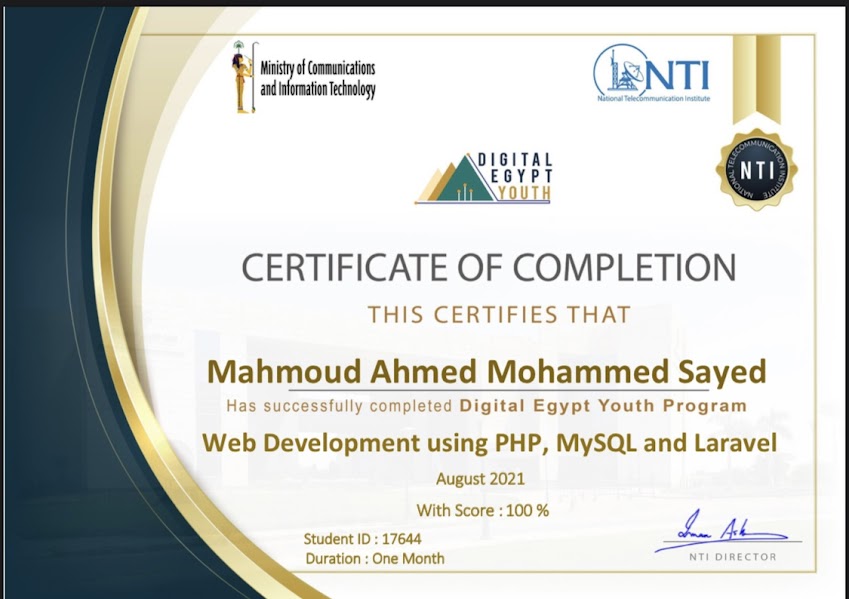 Ministry of Communications
and Information Technology
NTI
National Telecommunication Institute
DIGITAL
EGYPT
YOUTH
NATIONAL TELECOMMUNICATION INSTITUTE
NTI
CERTIFICATE OF COMPLETION
THIS CERTIFIES THAT
Mahmoud Ahmed Mohammed Sayed
Has successfully completed Digital Egypt Youth Program
Web Development using PHP, MySQL and Laravel
August 2021
With Score : 100 %
Student ID : 17644
Duration : One Month
NTI DIRECTOR